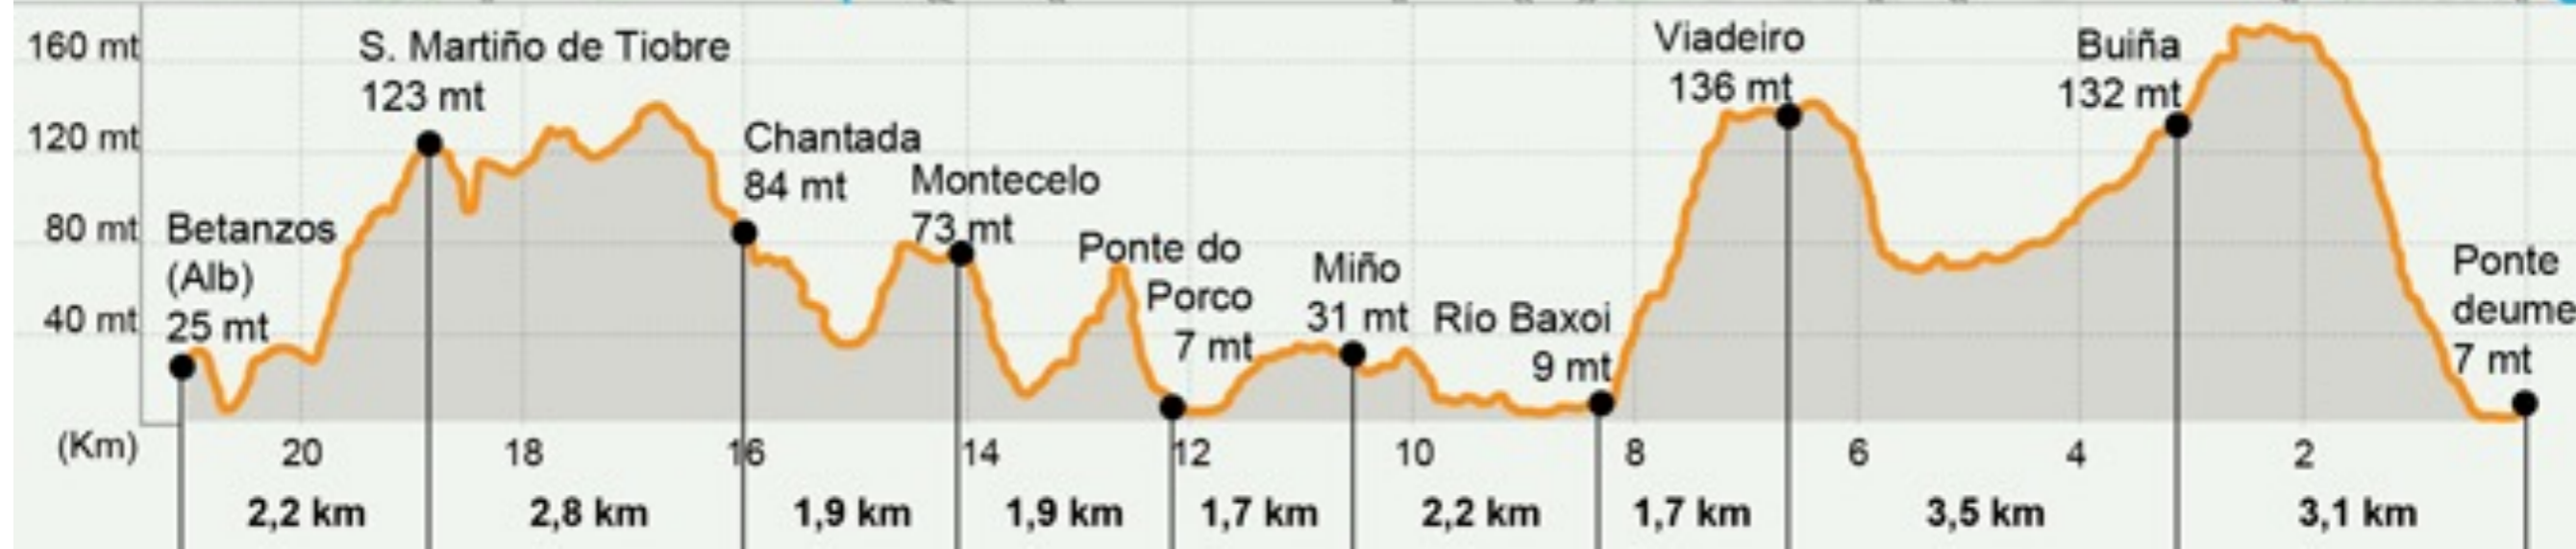 160 mt
120 mt
80 mt
40 mt
(Km)
Betanzos
(Alb)
25 mt
S. Martiño de Tiobre
123 mt
Chantada
84 mt
Montecelo
73 mt
Ponte do
Porco
7 mt
Miño
31 mt
Río Baxoi
9 mt
Viadeiro
136 mt
Buiña
132 mt
Ponte
deume
7 mt
20 18 16 14 12 10 8 6 4 2
2,2 km 2,8 km 1,9 km 1,9 km 1,7 km 2,2 km 1,7 km 3,5 km 3,1 km